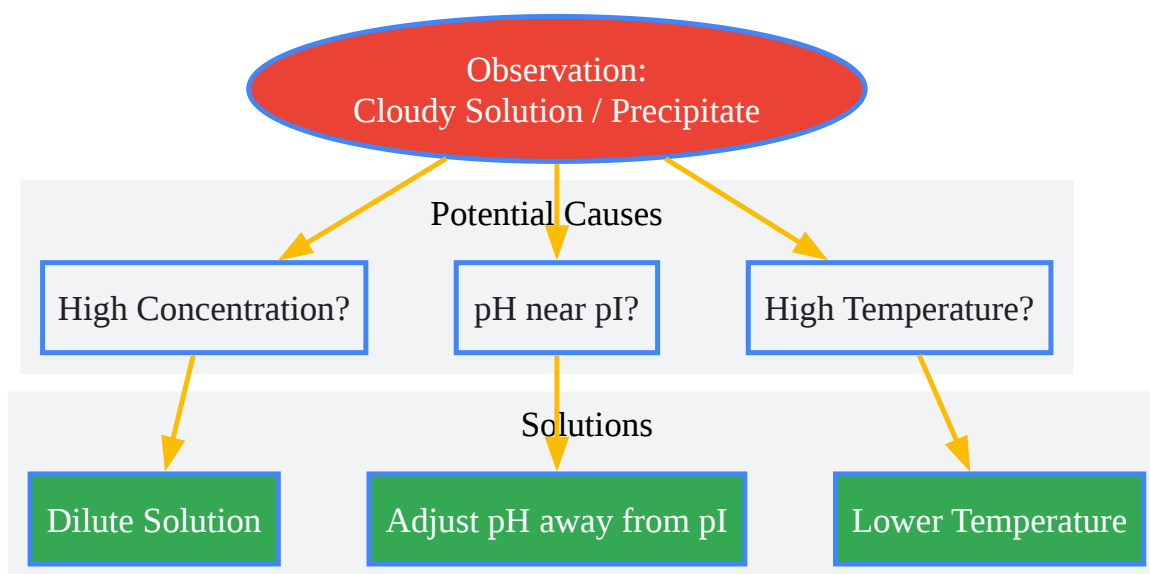 Observation:
Cloudy Solution / Precipitate
Potential Causes
High Concentration?
pH near pI?
High Temperature?
Solutions
Dilute Solution
Adjust pH away from pI
Lower Temperature